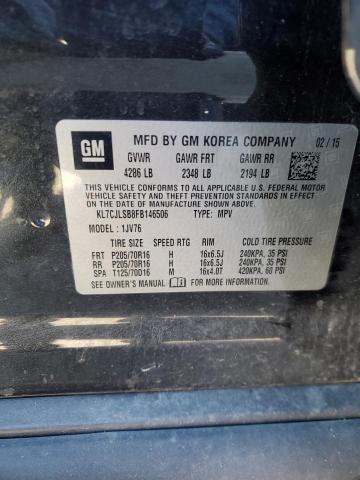 GM
MFD BY GM KOREA COMPANY 02/15
GVWR GAWR FRT GAWR RR
4286 LB 2348 LB 2194 LB
THIS VEHICLE CONFORMS TO ALL APPLICABLE U.S. FEDERAL MOTOR
VEHICLE SAFETY, BUMPER, AND THEFT PREVENTION STANDARDS IN EFFECT ON THE
DATE OF MANUFACTURE SHOWN ABOVE.
KL7CJLSB8FB146506 TYPE: MPV
MODEL : 1JV76
TIRE SIZE SPEED RTG RIM COLD TIRE PRESSURE
FRT P205/70R16 H 16x6.5J 240KPA, 35 PSI
RR P205/70R16 H 16x6.5J 240KPA, 35 PSI
SPA T125/70D16 M 16x4.0T 420KPA, 60 PSI
SEE OWNER'S MANUAL FOR MORE INFORMATION